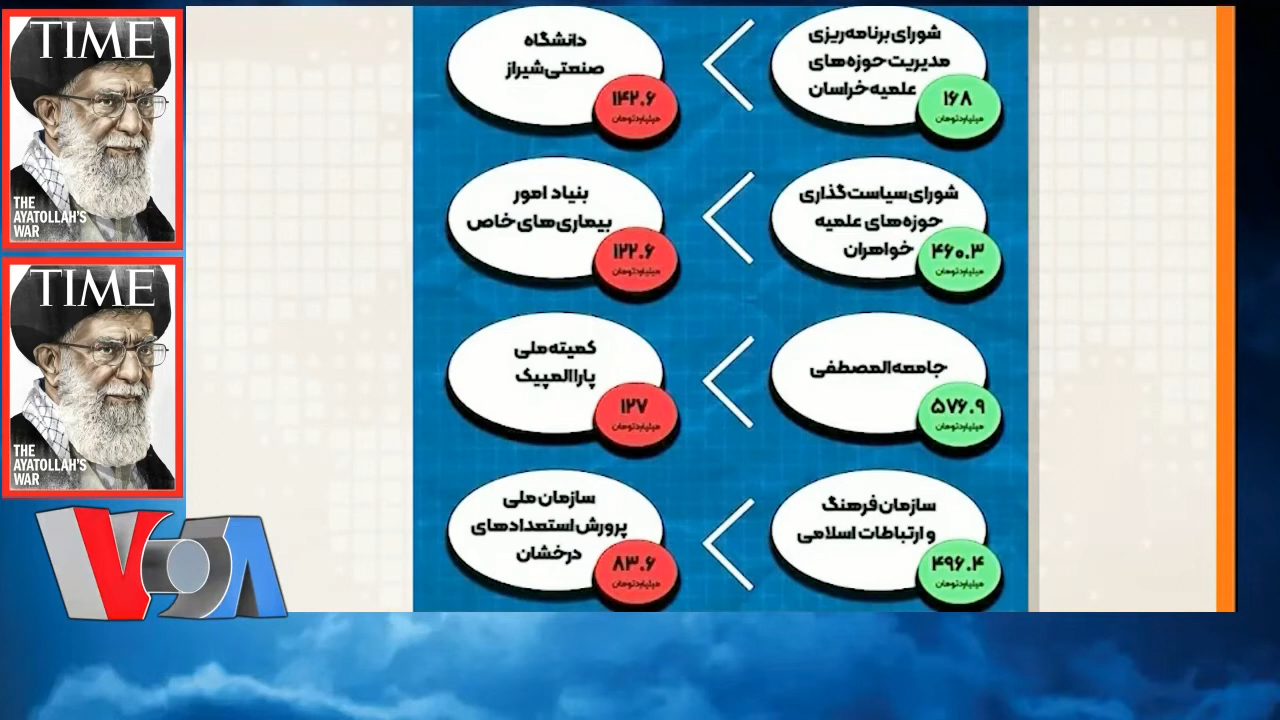 TIME
THE
AYATOLLAH'S
WAR
TIME
THE
AYATOLLAH'S
WAR
VOA
شورای برنامه‌ریزی
مدیریت حوزه‌های
علمیه خراسان
۱۶۸
میلیارد تومان
دانشگاه
صنعتی شیراز
۱۴۲.۶
میلیارد تومان
شورای سیاست‌گذاری
حوزه‌های علمیه
خواهران
۴۶۰.۳
میلیارد تومان
بنیاد امور
بیماری‌های خاص
۱۲۲.۶
میلیارد تومان
جامعه المصطفی
۵۷۶.۹
میلیارد تومان
کمیته ملی
پاراالمپیک
۱۲۷
میلیارد تومان
سازمان فرهنگ
و ارتباطات اسلامی
۴۹۶.۴
میلیارد تومان
سازمان ملی
پرورش استعدادهای
درخشان
۸۳.۶
میلیارد تومان